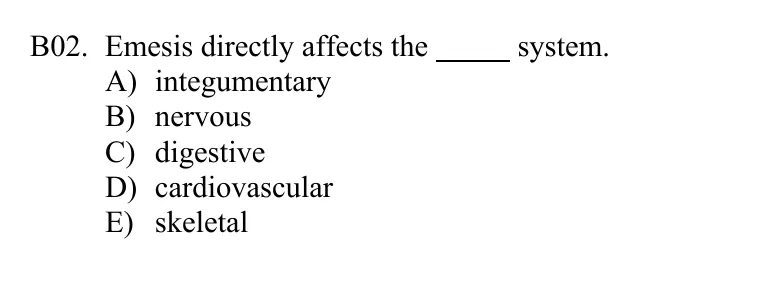 B02. Emesis directly affects the _____ system.
A) integumentary
B) nervous
C) digestive
D) cardiovascular
E) skeletal